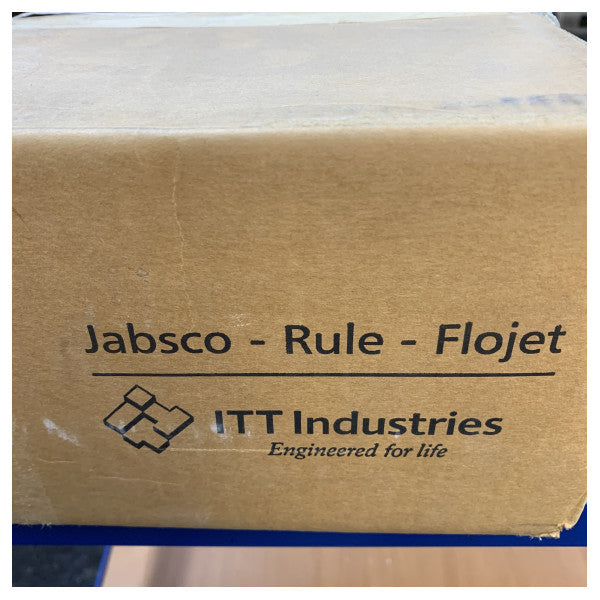 Jabsco - Rule - Flojet
ITT Industries
Engineered for life